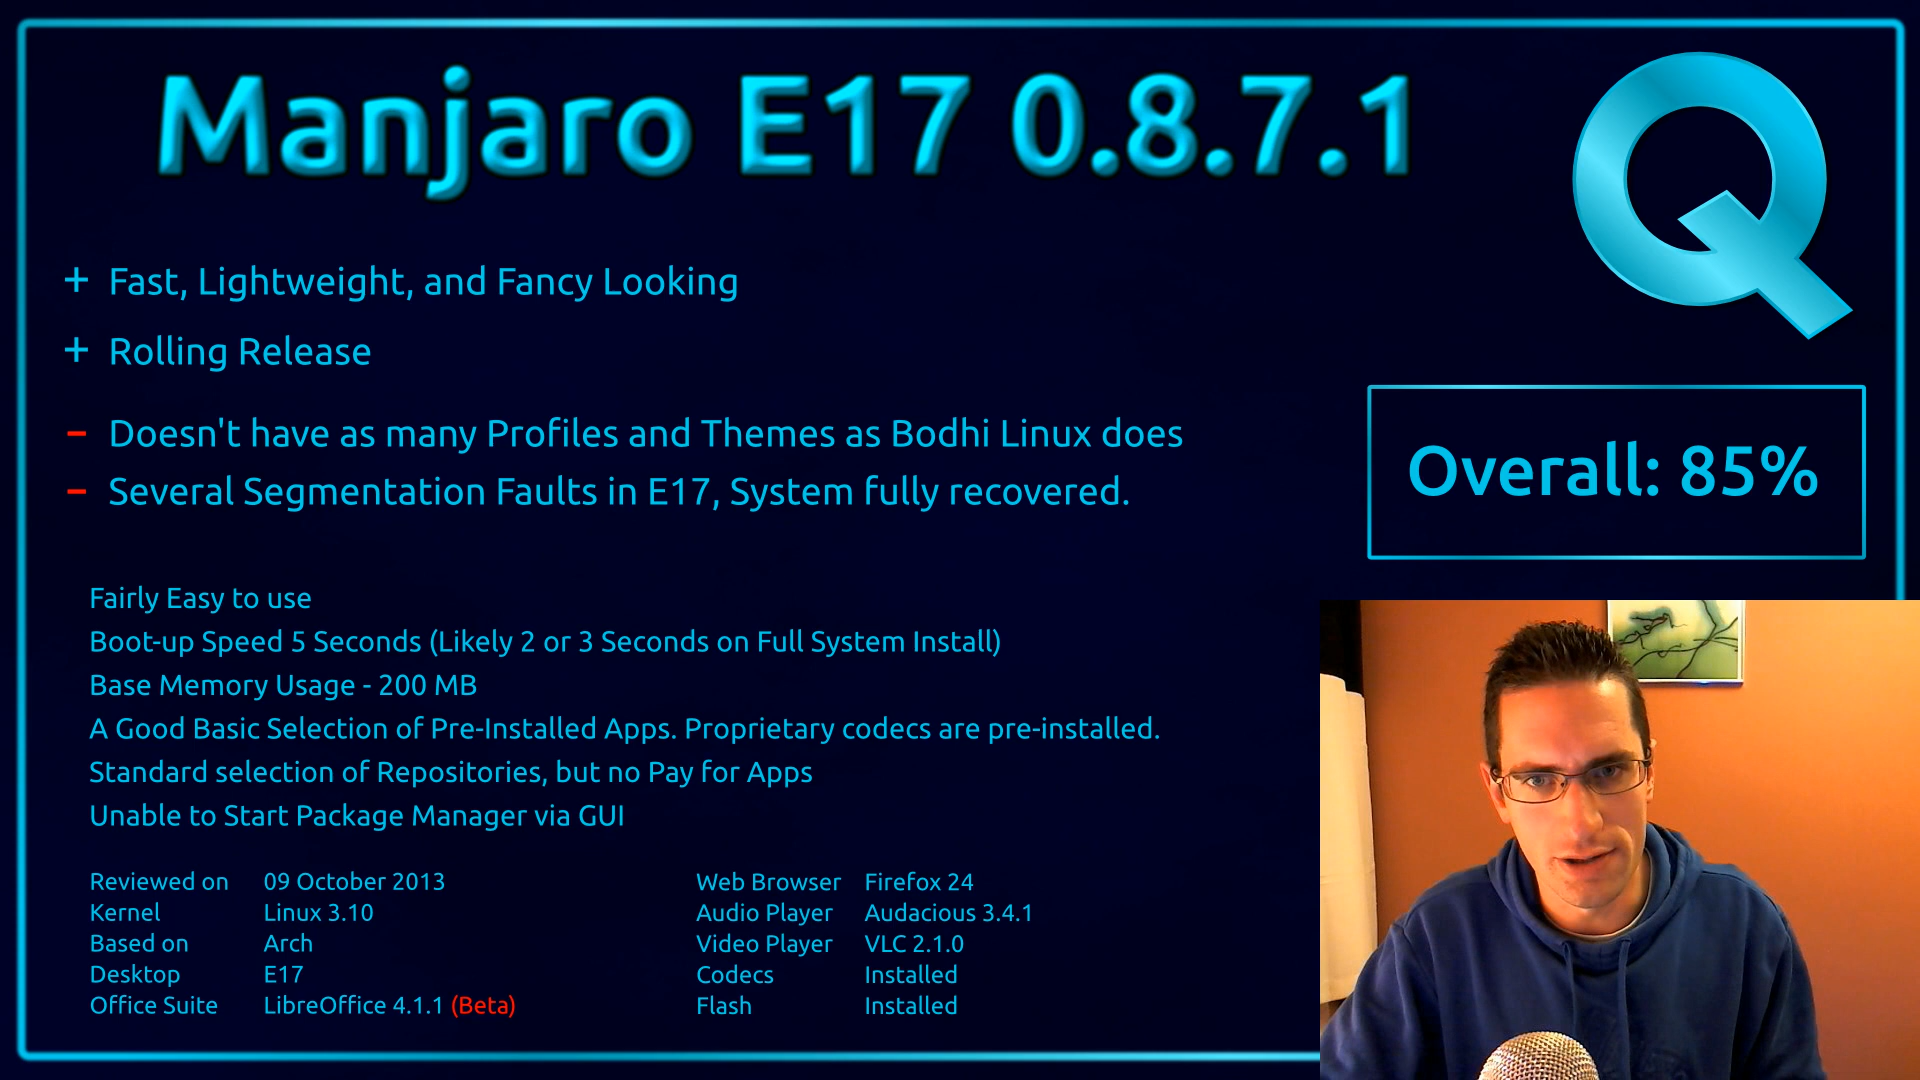 Manjaro E17 0.8.7.1
Q
+ Fast, Lightweight, and Fancy Looking
+ Rolling Release
- Doesn't have as many Profiles and Themes as Bodhi Linux does
- Several Segmentation Faults in E17, System fully recovered.
Overall: 85%
Fairly Easy to use
Boot-up Speed 5 Seconds (Likely 2 or 3 Seconds on Full System Install)
Base Memory Usage - 200 MB
A Good Basic Selection of Pre-Installed Apps. Proprietary codecs are pre-installed.
Standard selection of Repositories, but no Pay for Apps
Unable to Start Package Manager via GUI
Reviewed on 09 October 2013
Kernel Linux 3.10
Based on Arch
Desktop E17
Office Suite LibreOffice 4.1.1 (Beta)
Web Browser Firefox 24
Audio Player Audacious 3.4.1
Video Player VLC 2.1.0
Codecs Installed
Flash Installed